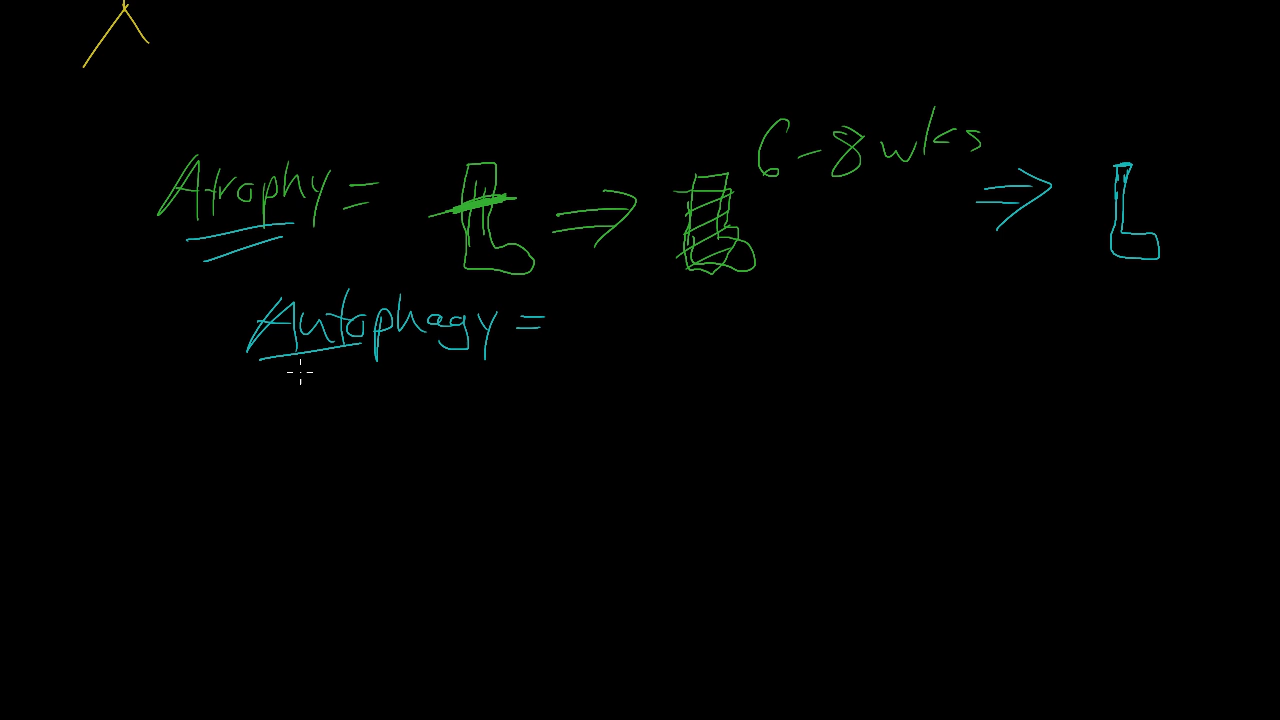 6-8 wks
Atrophy =
Autophagy =